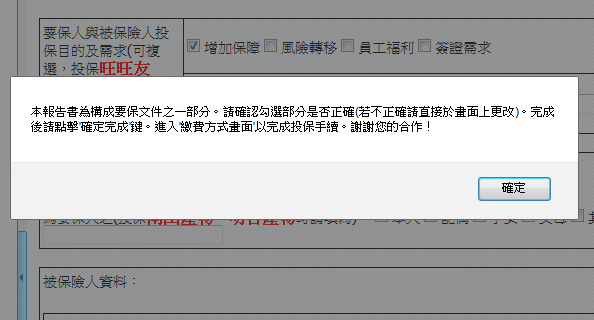 要保人與被保險人投
保目的及需求(可複
選，投保旺旺友
增加保障 風險轉移 員工福利 簽證需求
本報告書為構成要保文件之一部分。請確認勾選部分是否正確(若不正確請直接於畫面上更改)。完成
後請點擊'確定完成'鍵。進入'繳費方式畫面'以完成投保手續。謝謝您的合作！
確定
被保險人資料：